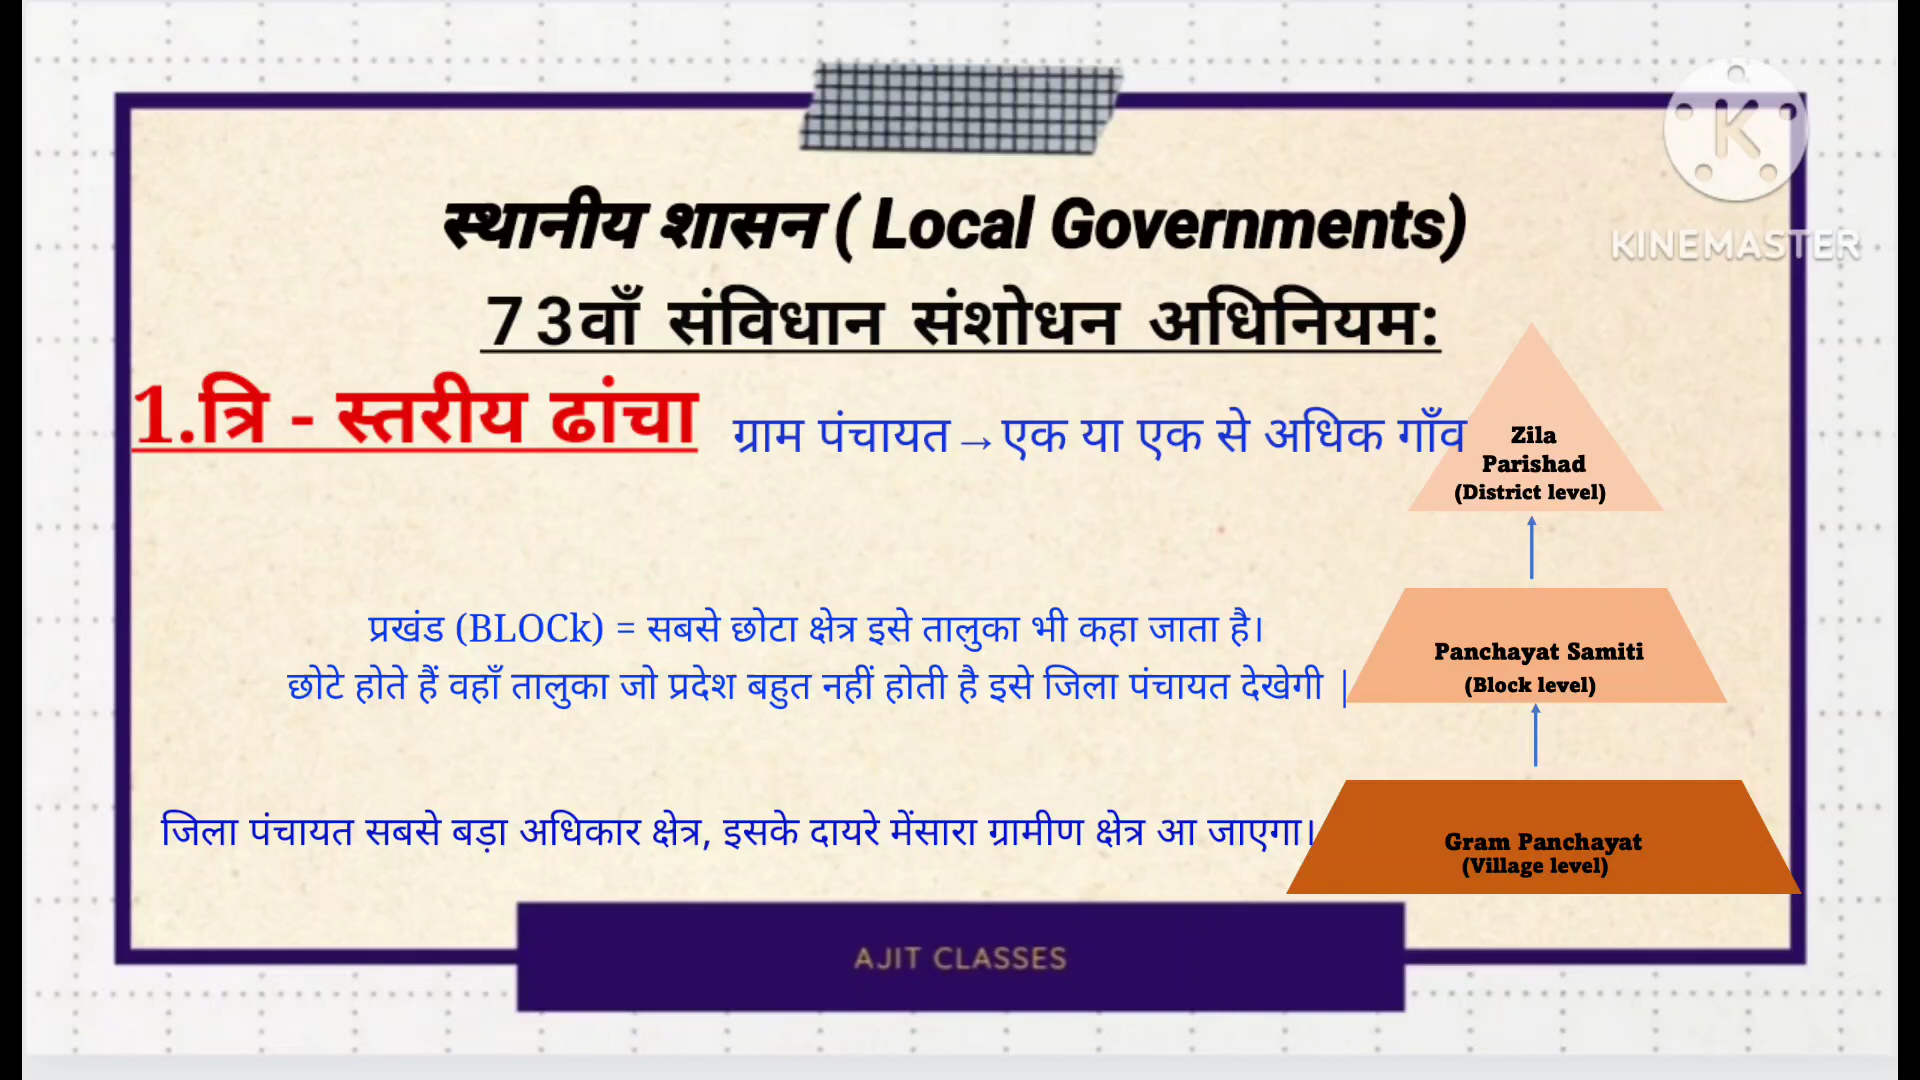 KINEMASTER
स्थानीय शासन ( Local Governments)
73वाँ संविधान संशोधन अधिनियम:
1.त्रि - स्तरीय ढांचा
ग्राम पंचायत→एक या एक से अधिक गाँव
Zila
Parishad
(District level)
प्रखंड (BLOCk) = सबसे छोटा क्षेत्र इसे तालुका भी कहा जाता है।
छोटे होते हैं वहाँ तालुका जो प्रदेश बहुत नहीं होती है इसे जिला पंचायत देखेगी |
Panchayat Samiti
(Block level)
जिला पंचायत सबसे बड़ा अधिकार क्षेत्र, इसके दायरे मेंसारा ग्रामीण क्षेत्र आ जाएगा।
Gram Panchayat
(Village level)
AJIT CLASSES